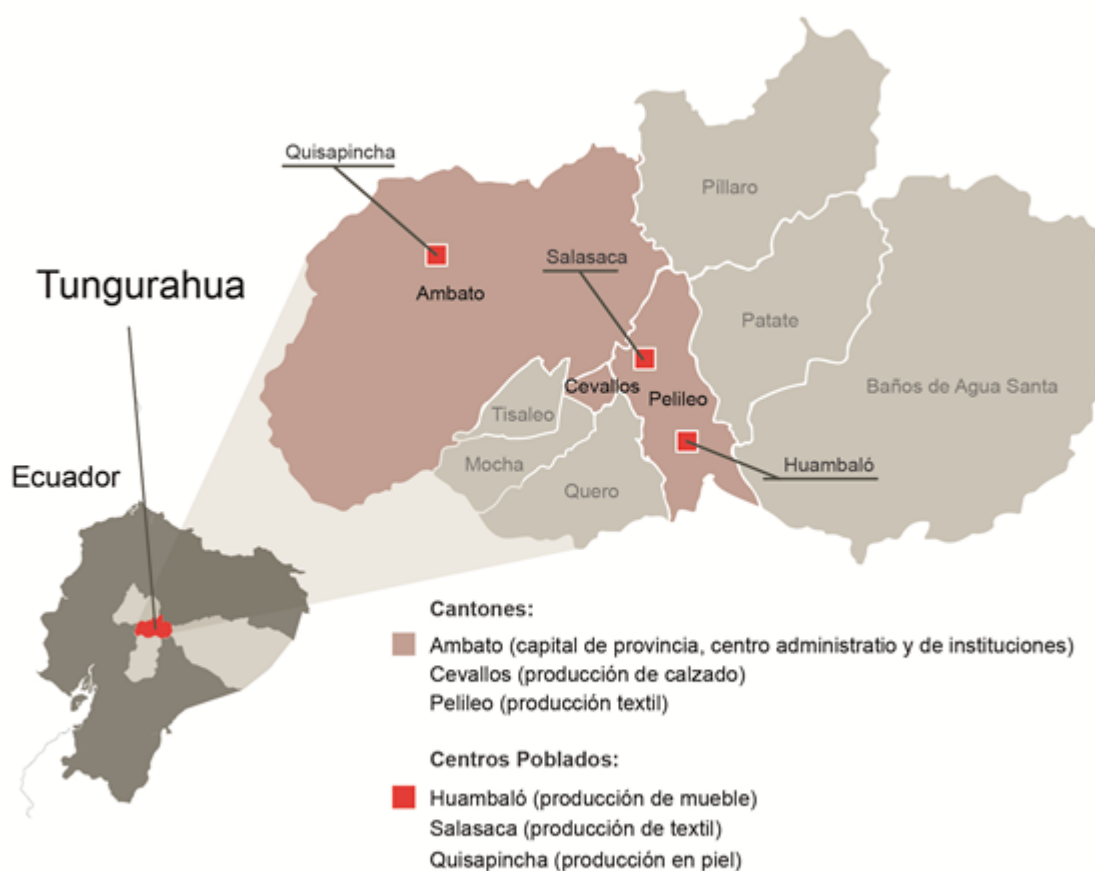 Quisapincha
Píllaro
Salasaca
Tungurahua
Ambato
Patate
Cevallos
Pelileo
Baños de Agua Santa
Tisaleo
Mocha
Huambaló
Quero
Ecuador
Cantones:
Ambato (capital de provincia, centro administratio y de instituciones)
Cevallos (producción de calzado)
Pelileo (producción textil)
Centros Poblados:
Huambaló (producción de mueble)
Salasaca (producción de textil)
Quisapincha (producción en piel)